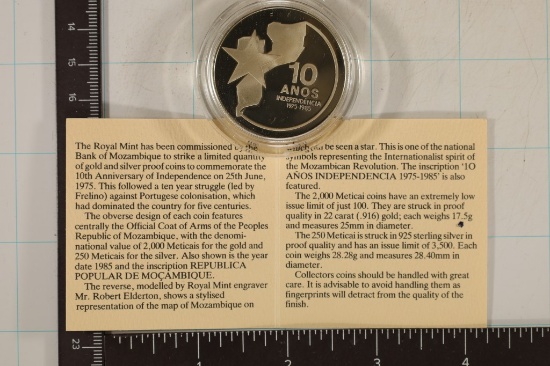 10
ANOS
INDEPENDÊNCIA
1975-1985
The Royal Mint has been commissioned by the
Bank of Mozambique to strike a limited quantity
of gold and silver proof coins to commemorate the
10th Anniversary of Independence on 25th June,
1975. This followed a ten year struggle (led by
Frelino) against Portugese colonisation, which
had dominated the country for five centuries.
The obverse design of each coin features
centrally the Official Coat of Arms of the Peoples
Republic of Mozambique, with the denomi-
national value of 2,000 Meticais for the gold and
250 Meticais for the silver. Also shown is the year
date 1985 and the inscription REPUBLICA
POPULAR DE MOÇAMBIQUE.
The reverse, modelled by Royal Mint engraver
Mr. Robert Elderton, shows a stylised
representation of the map of Mozambique on
which can be seen a star. This is one of the national
symbols representing the Internationalist spirit of
the Mozambican Revolution. The inscription '1O
AÑOS INDEPENDENCIA 1975-1985' is also
featured.
The 2,000 Meticai coins have an extremely low
issue limit of just 100. They are struck in proof
quality in 22 carat (.916) gold; each weighs 17.5g
and measures 25mm in diameter.
The 250 Meticai is struck in 925 sterling silver in
proof quality and has an issue limit of 3,500. Each
coin weighs 28.28g and measures 28.40mm in
diameter.
Collectors coins should be handled with great
care. It is advisable to avoid handling them as
fingerprints will detract from the quality of the
finish.
14
15
16
23
1
2
3
4